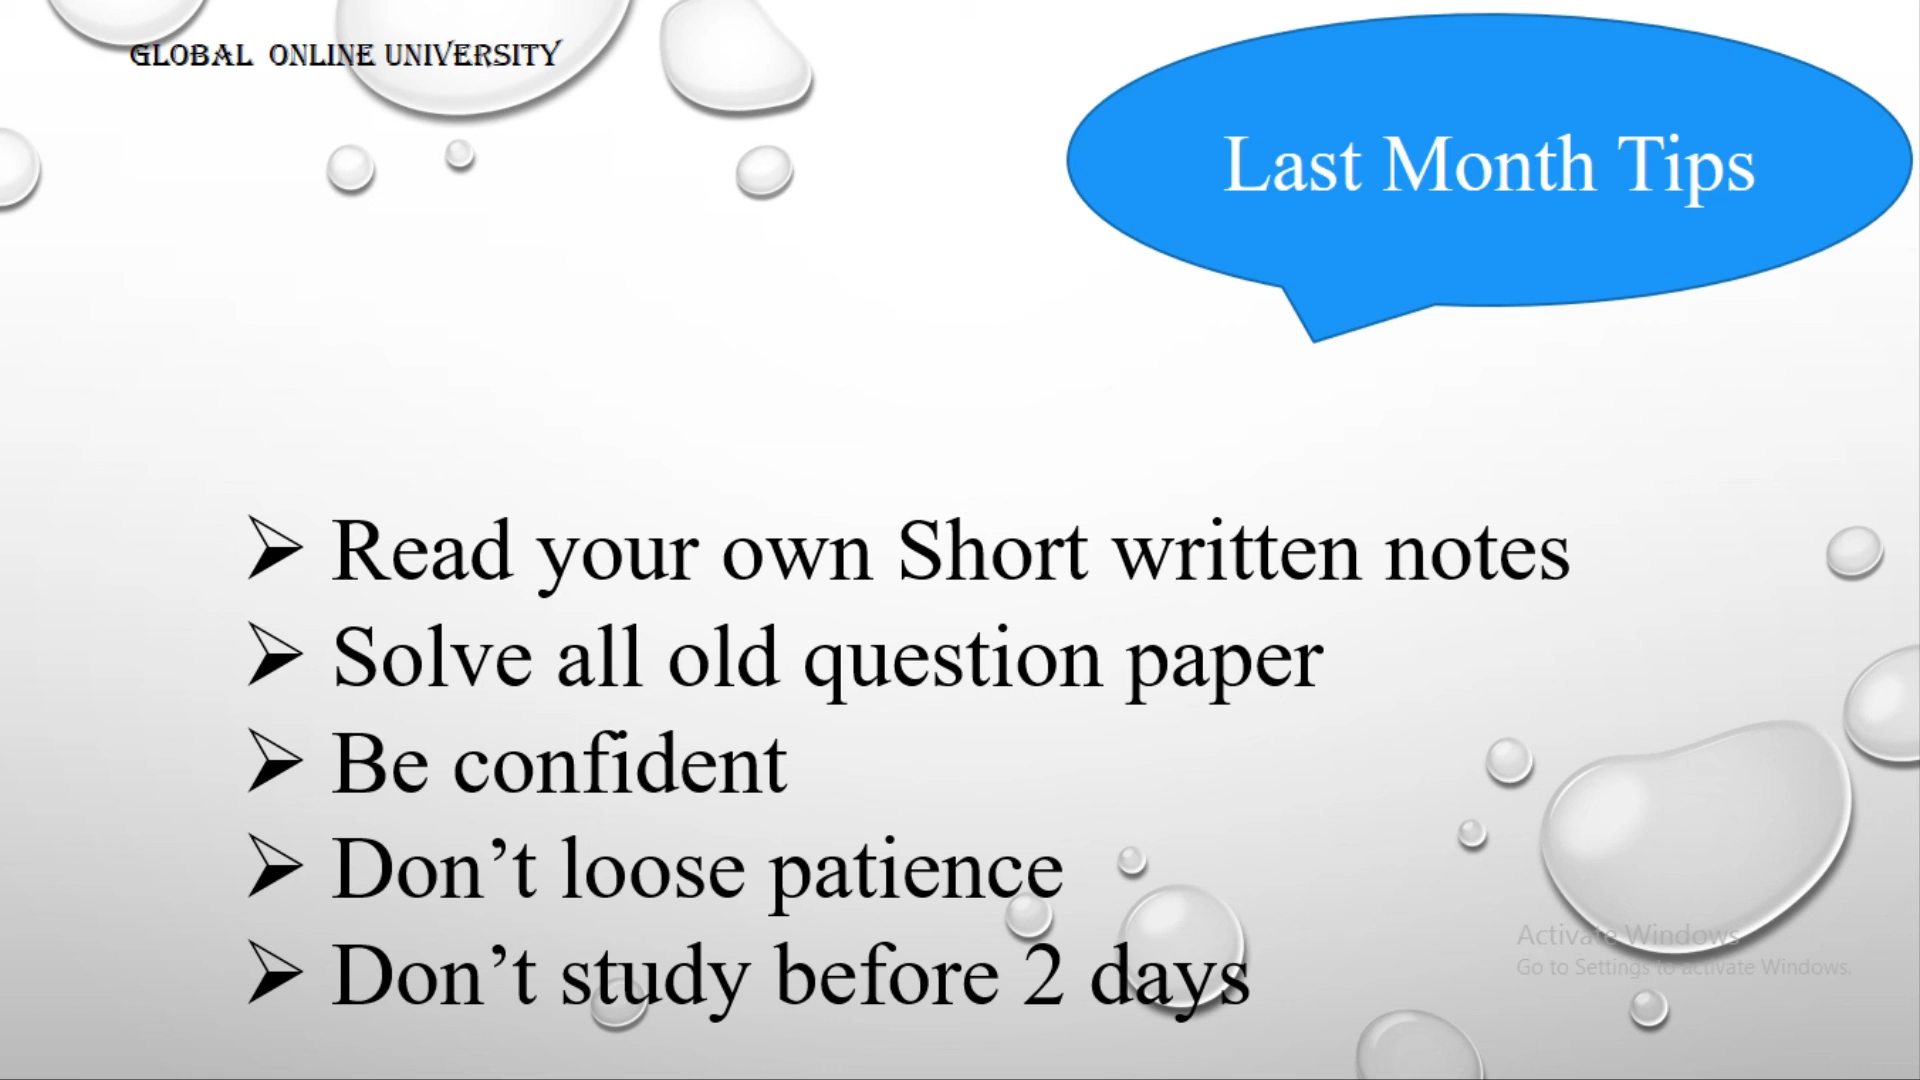 GLOBAL ONLINE UNIVERSITY
Last Month Tips
➢ Read your own Short written notes
➢ Solve all old question paper
➢ Be confident
➢ Don’t loose patience
➢ Don’t study before 2 days
Activate Windows
Go to Settings to activate Windows.